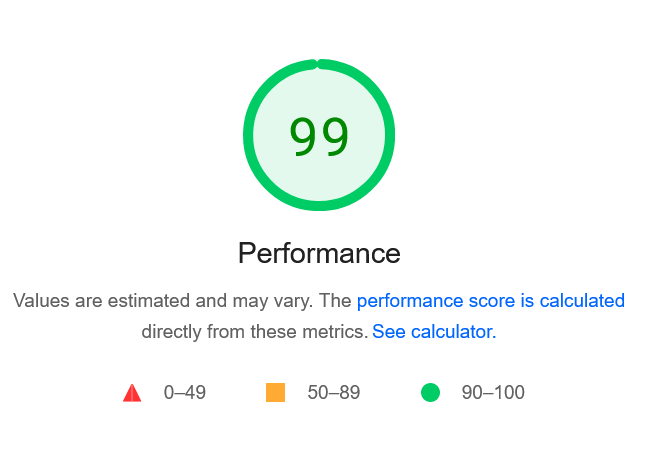 99
Performance
Values are estimated and may vary. The performance score is calculated
directly from these metrics. See calculator.
0–49 50–89 90–100